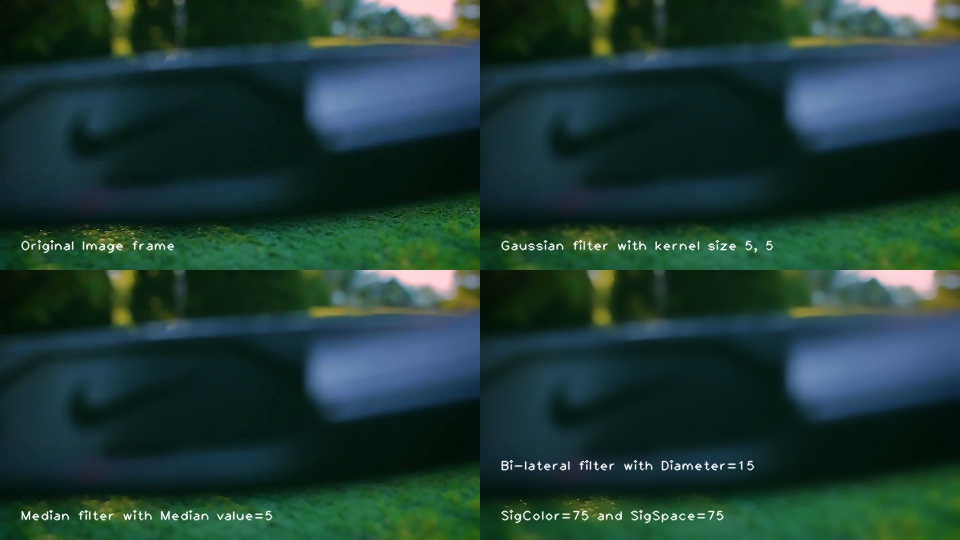 Original Image frame
Gaussian filter with kernel size 5, 5
Median filter with Median value=5
Bi-lateral filter with Diameter=15
SigColor=75 and SigSpace=75